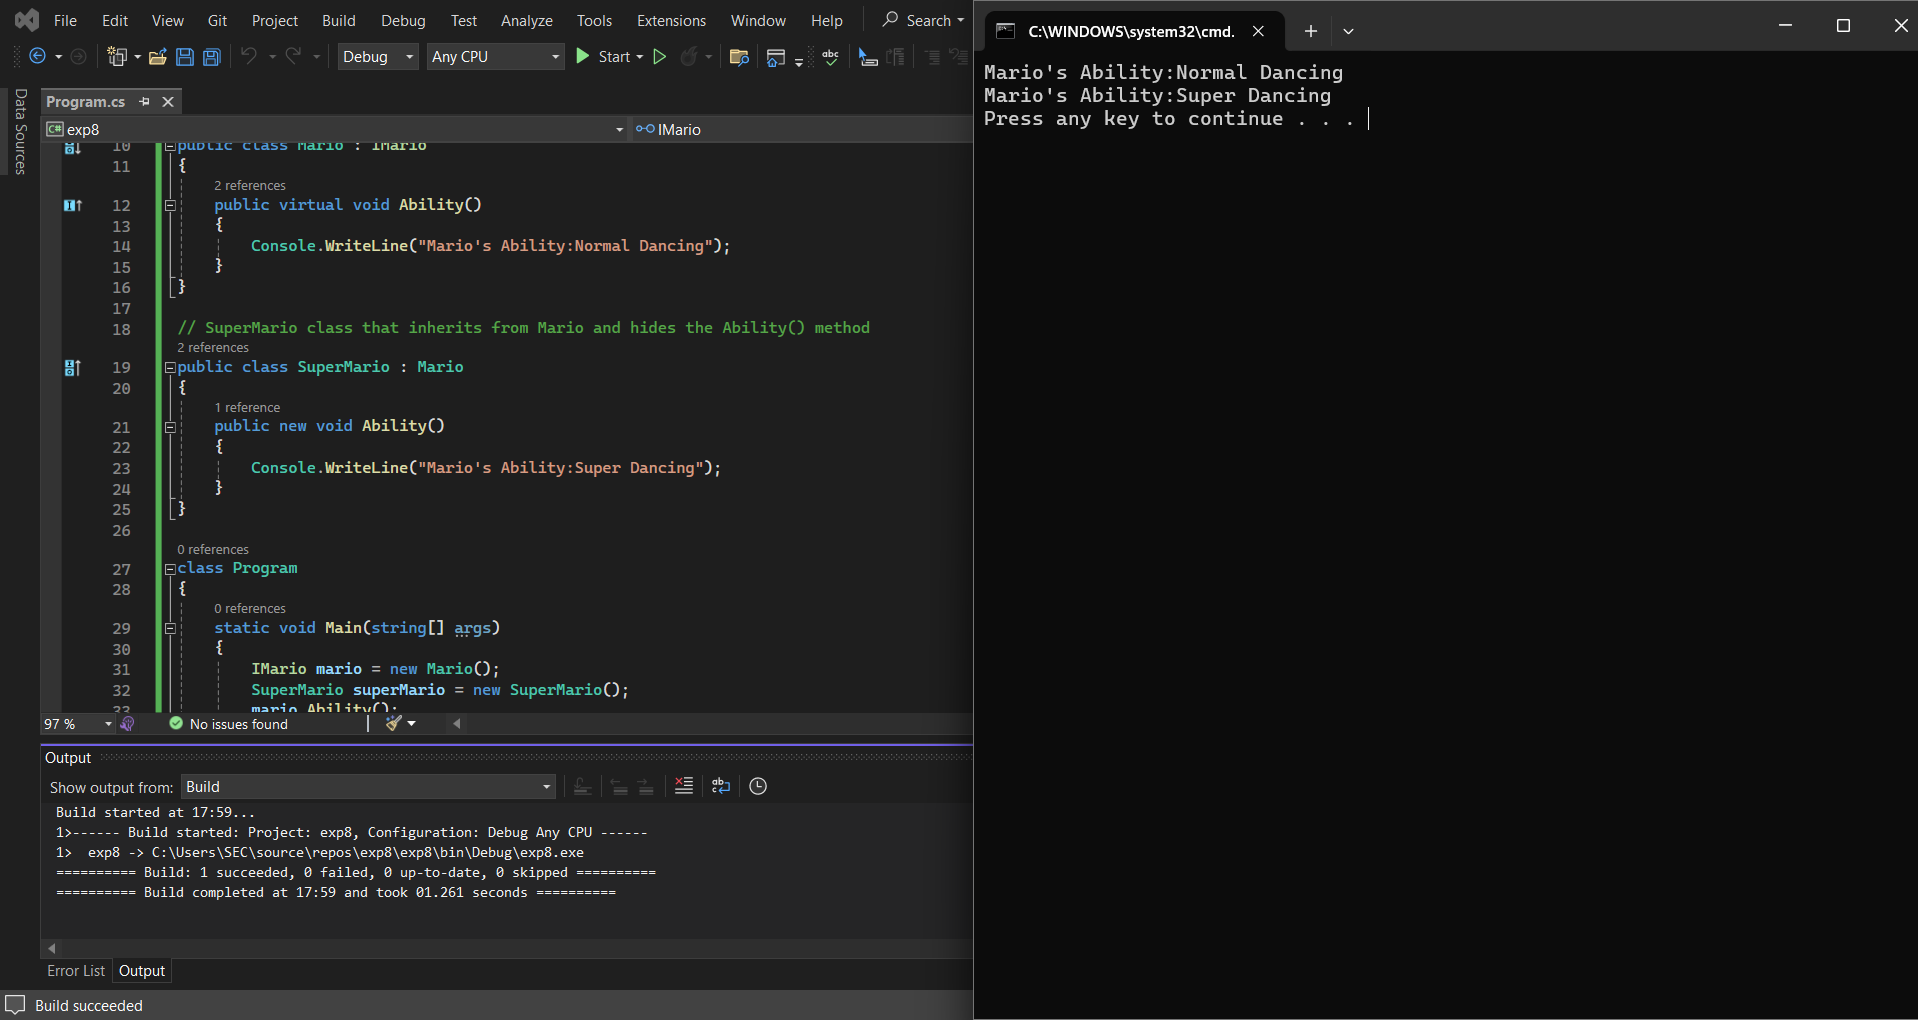 File Edit View Git Project Build Debug Test Analyze Tools Extensions Window Help Search
Debug Any CPU Start
Data Sources
Program.cs
exp8 IMario
10 public class Mario : IMario
11 {
2 references
12 public virtual void Ability()
13 {
14 Console.WriteLine("Mario's Ability:Normal Dancing");
15 }
16 }
17
18 // SuperMario class that inherits from Mario and hides the Ability() method
2 references
19 public class SuperMario : Mario
20 {
1 reference
21 public new void Ability()
22 {
23 Console.WriteLine("Mario's Ability:Super Dancing");
24 }
25 }
26
0 references
27 class Program
28 {
0 references
29 static void Main(string[] args)
30 {
31 IMario mario = new Mario();
32 SuperMario superMario = new SuperMario();
33 mario.Ability();
97 % No issues found
Output
Show output from: Build
Build started at 17:59...
1>------ Build started: Project: exp8, Configuration: Debug Any CPU ------
1> exp8 -> C:\Users\SEC\source\repos\exp8\exp8\bin\Debug\exp8.exe
========== Build: 1 succeeded, 0 failed, 0 up-to-date, 0 skipped ==========
========== Build completed at 17:59 and took 01.261 seconds ==========
Error List Output
Build succeeded
C:\WINDOWS\system32\cmd.
Mario's Ability:Normal Dancing
Mario's Ability:Super Dancing
Press any key to continue . . .